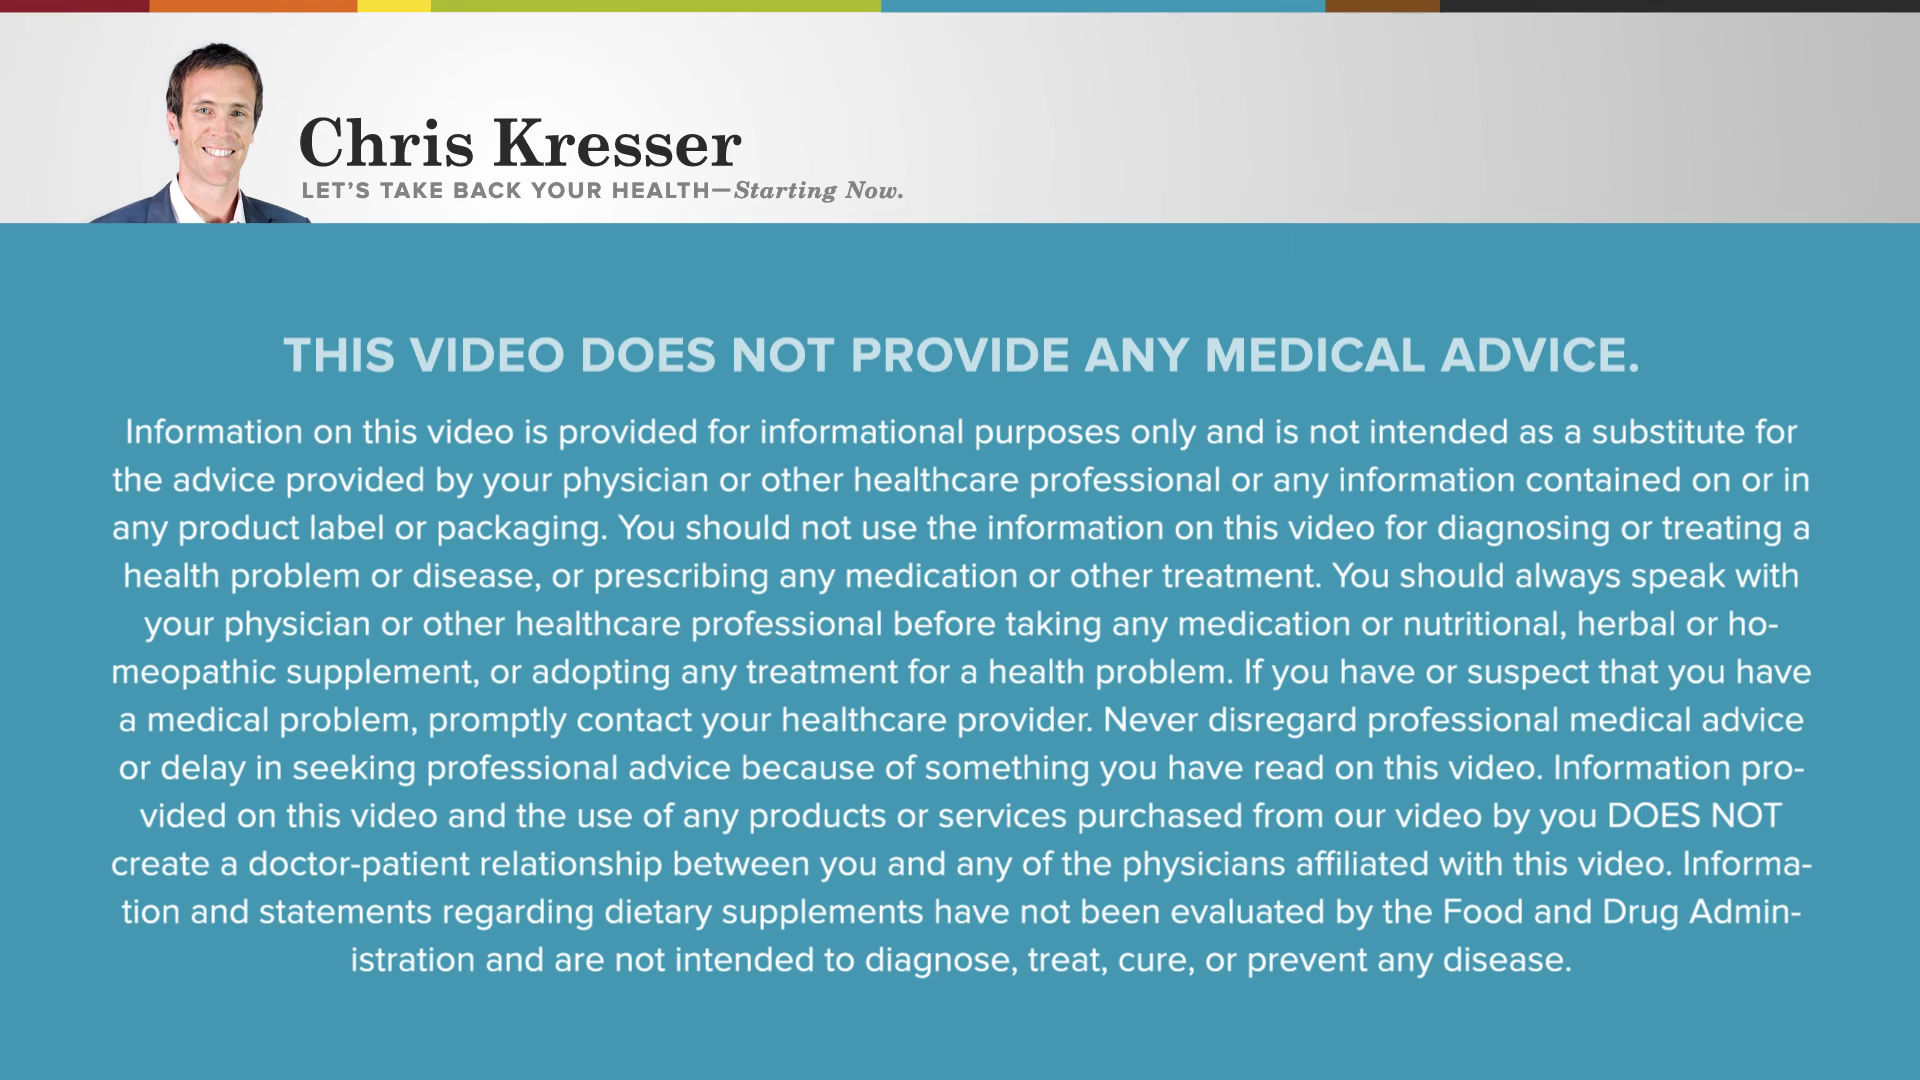 Chris Kresser
LET'S TAKE BACK YOUR HEALTH—Starting Now.
THIS VIDEO DOES NOT PROVIDE ANY MEDICAL ADVICE.
Information on this video is provided for informational purposes only and is not intended as a substitute for
the advice provided by your physician or other healthcare professional or any information contained on or in
any product label or packaging. You should not use the information on this video for diagnosing or treating a
health problem or disease, or prescribing any medication or other treatment. You should always speak with
your physician or other healthcare professional before taking any medication or nutritional, herbal or ho-
meopathic supplement, or adopting any treatment for a health problem. If you have or suspect that you have
a medical problem, promptly contact your healthcare provider. Never disregard professional medical advice
or delay in seeking professional advice because of something you have read on this video. Information pro-
vided on this video and the use of any products or services purchased from our video by you DOES NOT
create a doctor-patient relationship between you and any of the physicians affiliated with this video. Informa-
tion and statements regarding dietary supplements have not been evaluated by the Food and Drug Admin-
istration and are not intended to diagnose, treat, cure, or prevent any disease.